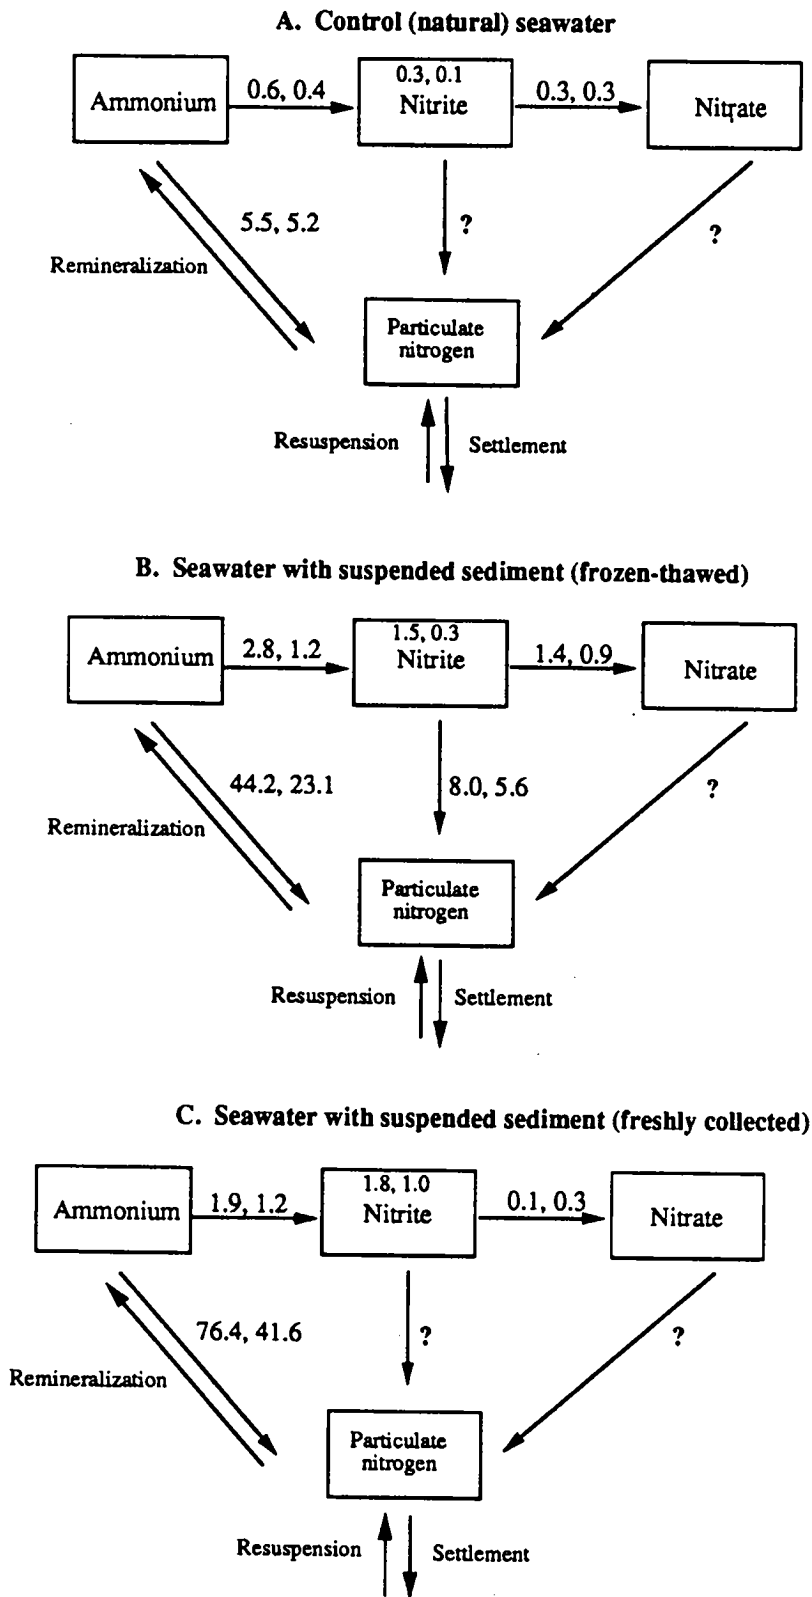 A. Control (natural) seawater
Ammonium
0.6, 0.4
0.3, 0.1
Nitrite
0.3, 0.3
Nitrate
5.5, 5.2
?
?
Remineralization
Particulate
nitrogen
Resuspension
Settlement
B. Seawater with suspended sediment (frozen-thawed)
Ammonium
2.8, 1.2
1.5, 0.3
Nitrite
1.4, 0.9
Nitrate
44.2, 23.1
8.0, 5.6
?
Remineralization
Particulate
nitrogen
Resuspension
Settlement
C. Seawater with suspended sediment (freshly collected)
Ammonium
1.9, 1.2
1.8, 1.0
Nitrite
0.1, 0.3
Nitrate
76.4, 41.6
?
?
Remineralization
Particulate
nitrogen
Resuspension
Settlement